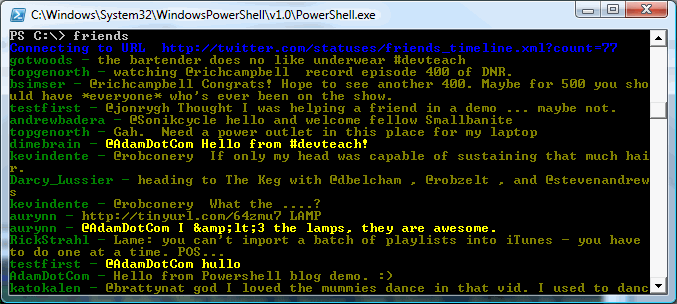 C:\Windows\System32\WindowsPowerShell\v1.0\PowerShell.exe
PS C:\> friends
Connecting to URL  http://twitter.com/statuses/friends_timeline.xml?count=77
gotwoods - the bartender does no like underwear #devteach
topgenorth - watching @richcampbell  record episode 400 of DNR.
bsimser - @richcampbell Congrats! Hope to see another 400. Maybe for 500 you sho
uld have *everyone* who's ever been on the show.
testfirst - @jonrygh Thought I was helping a friend in a demo ... maybe not.
andrewbadera - @Sonikcycle hello and welcome fellow Smallbanite
topgenorth - Gah.  Need a power outlet in this place for my laptop
dimebrain - @AdamDotCom Hello from #devteach!
kevindente - @robconery  If only my head was capable of sustaining that much hai
r.
Darcy_Lussier - heading to The Keg with @dbelcham , @robzelt , and @stevenandrew
s
kevindente - @robconery  What the ....?
aurynn - http://tinyurl.com/64zmu7 LAMP
aurynn - @AdamDotCom I &amp;lt;3 the lamps, they are awesome.
RickStrahl - Lame: you can't import a batch of playlists into iTunes - you have
to do one at a time. POS...
testfirst - @AdamDotCom hullo
AdamDotCom - Hello from Powershell blog demo. :)
katokalen - @brattynat god I loved the mummies dance in that vid. I used to danc